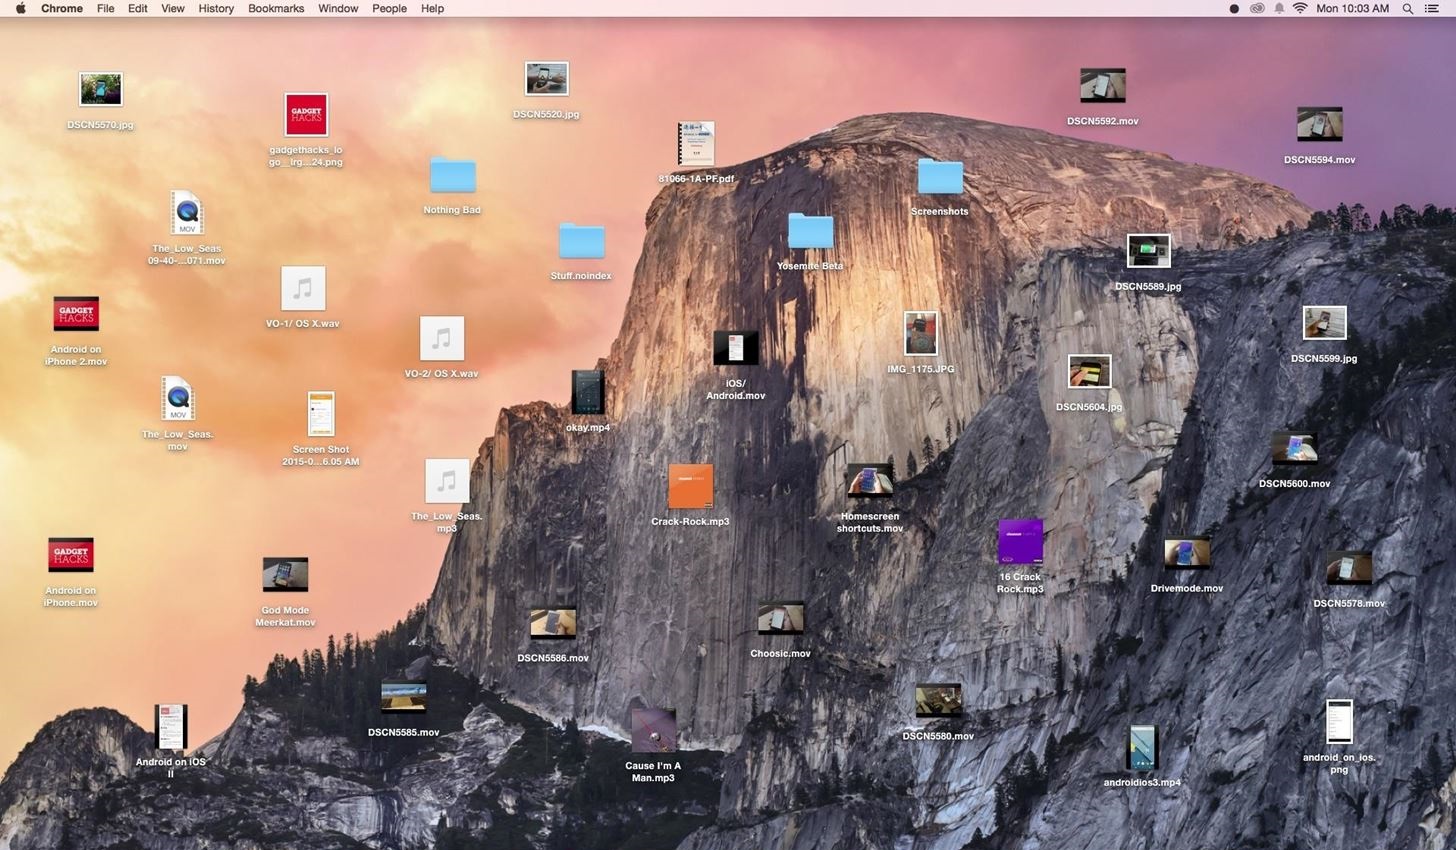 Chrome File Edit View History Bookmarks Window People Help Mon 10:03 AM
DSCN5570.jpg
GADGET
HACKS
gadgethacks_lo
go__lrg...24.png
DSCN5520.jpg
81066-1A-PF.pdf
DSCN5592.mov
DSCN5594.mov
Nothing Bad
Screenshots
MOV
The_Low_Seas
09-40-...071.mov
Stuff.noindex
Yosemite Beta
DSCN5589.jpg
VO-1/ OS X.wav
GADGET
HACKS
Android on
iPhone 2.mov
VO-2/ OS X.wav
iOS/
Android.mov
IMG_1175.JPG
DSCN5599.jpg
DSCN5604.jpg
okay.mp4
MOV
The_Low_Seas.
mov
Screen Shot
2015-0...6.05 AM
DSCN5600.mov
The_Low_Seas.
mp3
Crack-Rock.mp3
Homescreen
shortcuts.mov
16 Crack
Rock.mp3
Drivemode.mov
DSCN5578.mov
GADGET
HACKS
Android on
iPhone.mov
God Mode
Meerkat.mov
DSCN5586.mov
Choosic.mov
DSCN5585.mov
DSCN5580.mov
Android on iOS
II
Cause I'm A
Man.mp3
androidios3.mp4
android_on_ios.
png